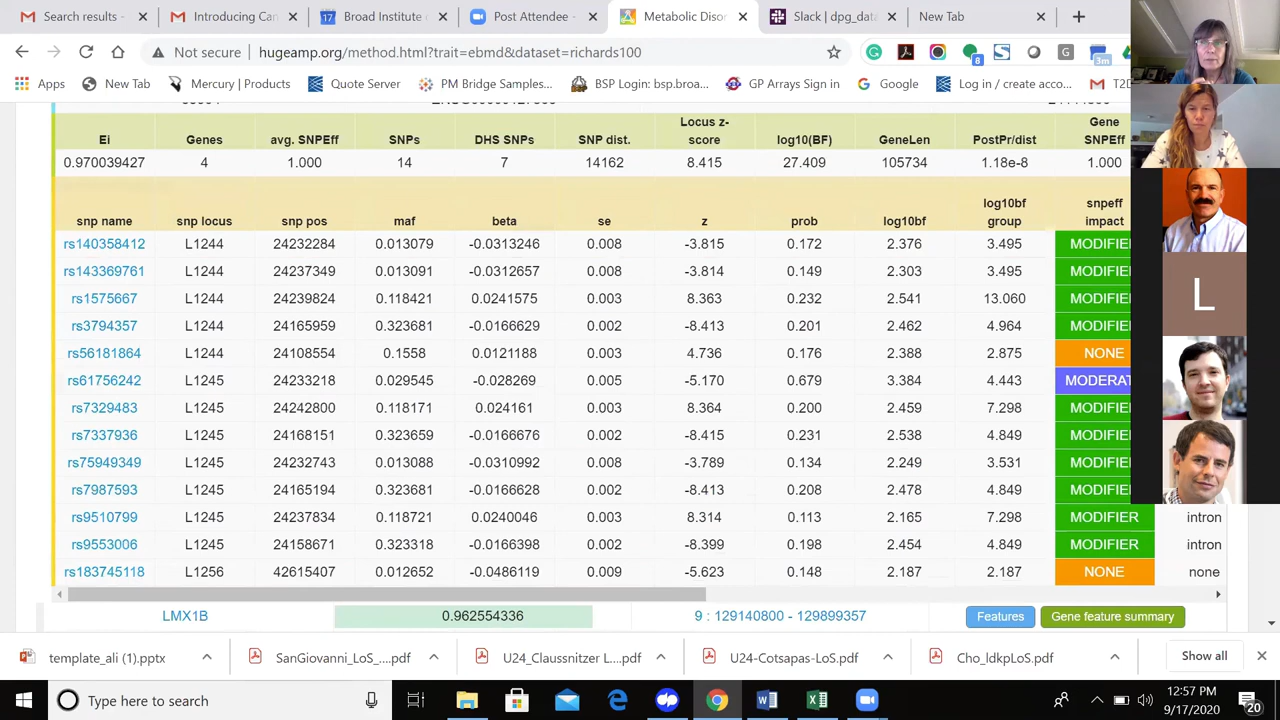 Search results
Introducing Can
17 Broad Institute o
Post Attendee -
Metabolic Disor
Slack | dpg_data
New Tab
Not secure hugeamp.org/method.html?trait=ebmd&dataset=richards100
8 G 3m
Apps New Tab Mercury | Products Quote Server PM Bridge Samples... BSP Login: bsp.broa... GP Arrays Sign in Google Log in / create acco... T2D
Ei Genes avg. SNPEff SNPs DHS SNPs SNP dist. Locus z-score log10(BF) GeneLen PostPr/dist Gene SNPEff
0.970039427 4 1.000 14 7 14162 8.415 27.409 105734 1.18e-8 1.000
snp name snp locus snp pos maf beta se z prob log10bf log10bf group snpeff impact
rs140358412 L1244 24232284 0.013079 -0.0313246 0.008 -3.815 0.172 2.376 3.495 MODIFIE
rs143369761 L1244 24237349 0.013091 -0.0312657 0.008 -3.814 0.149 2.303 3.495 MODIFIE
rs1575667 L1244 24239824 0.118421 0.0241575 0.003 8.363 0.232 2.541 13.060 MODIFIE
rs3794357 L1244 24165959 0.323681 -0.0166629 0.002 -8.413 0.201 2.462 4.964 MODIFIE
rs56181864 L1244 24108554 0.1558 0.0121188 0.003 4.736 0.176 2.388 2.875 NONE
rs61756242 L1245 24233218 0.029545 -0.028269 0.005 -5.170 0.679 3.384 4.443 MODERAT
rs7329483 L1245 24242800 0.118171 0.024161 0.003 8.364 0.200 2.459 7.298 MODIFIE
rs7337936 L1245 24168151 0.323659 -0.0166676 0.002 -8.415 0.231 2.538 4.849 MODIFIE
rs75949349 L1245 24232743 0.013088 -0.0310992 0.008 -3.789 0.134 2.249 3.531 MODIFIE
rs7987593 L1245 24165194 0.323681 -0.0166628 0.002 -8.413 0.208 2.478 4.849 MODIFIE
rs9510799 L1245 24237834 0.118721 0.0240046 0.003 8.314 0.113 2.165 7.298 MODIFIER intron
rs9553006 L1245 24158671 0.323318 -0.0166398 0.002 -8.399 0.198 2.454 4.849 MODIFIER intron
rs183745118 L1256 42615407 0.012652 -0.0486119 0.009 -5.623 0.148 2.187 2.187 NONE none
LMX1B 0.962554336 9 : 129140800 - 129899357 Features Gene feature summary
L
template_ali (1).pptx SanGiovanni_LoS_....pdf U24_Claussnitzer L....pdf U24-Cotsapas-LoS.pdf Cho_ldkpLoS.pdf Show all
Type here to search
12:57 PM
9/17/2020
20